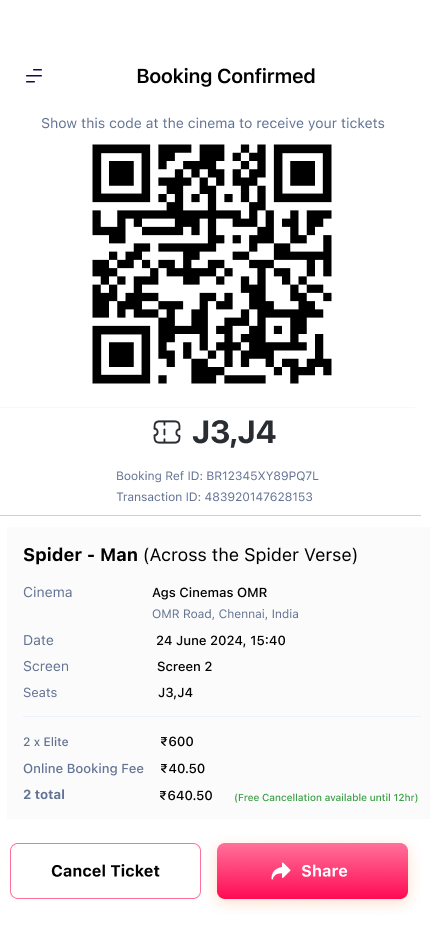 Booking Confirmed
Show this code at the cinema to receive your tickets
J3,J4
Booking Ref ID: BR12345XY89PQ7L
Transaction ID: 483920147628153
Spider - Man (Across the Spider Verse)
Cinema Ags Cinemas OMR
OMR Road, Chennai, India
Date 24 June 2024, 15:40
Screen Screen 2
Seats J3,J4
2 x Elite ₹600
Online Booking Fee ₹40.50
2 total ₹640.50 (Free Cancellation available until 12hr)
Cancel Ticket Share